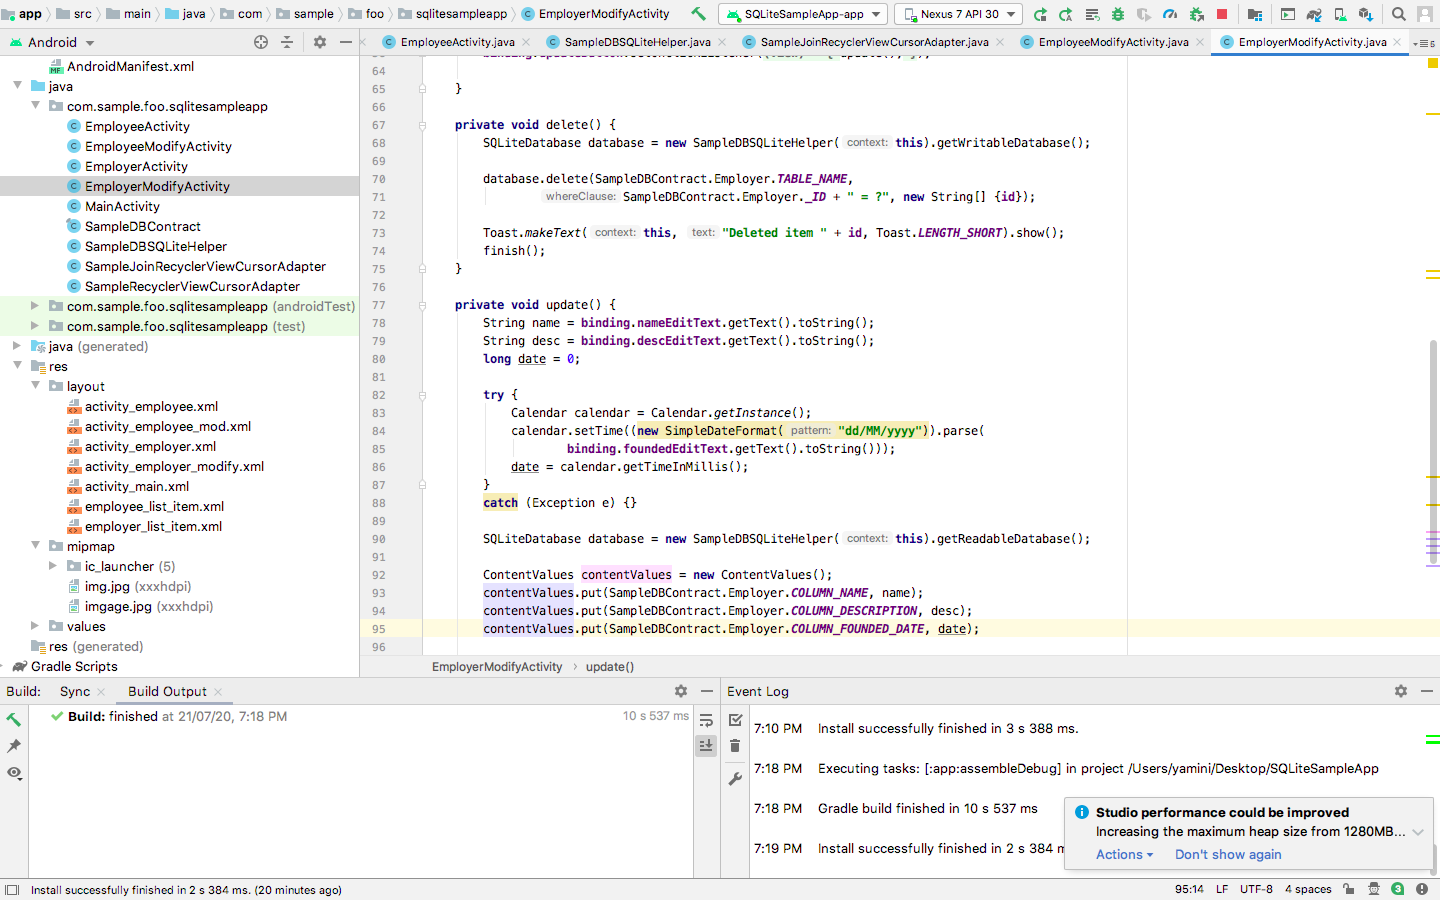 app src main java com sample foo sqlitesampleapp EmployerModifyActivity SQLiteSampleApp-app Nexus 7 API 30
Android EmployeeActivity.java SampleDBSQLiteHelper.java SampleJoinRecyclerViewCursorAdapter.java EmployeeModifyActivity.java EmployerModifyActivity.java 5
AndroidManifest.xml
java
com.sample.foo.sqlitesampleapp
EmployeeActivity
EmployeeModifyActivity
EmployerActivity
EmployerModifyActivity
MainActivity
SampleDBContract
SampleDBSQLiteHelper
SampleJoinRecyclerViewCursorAdapter
SampleRecyclerViewCursorAdapter
com.sample.foo.sqlitesampleapp (androidTest)
com.sample.foo.sqlitesampleapp (test)
java (generated)
res
layout
activity_employee.xml
activity_employee_mod.xml
activity_employer.xml
activity_employer_modify.xml
activity_main.xml
employee_list_item.xml
employer_list_item.xml
mipmap
ic_launcher (5)
img.jpg (xxxhdpi)
imgage.jpg (xxxhdpi)
values
res (generated)
Gradle Scripts
64
65 }
66
67 private void delete() {
68 SQLiteDatabase database = new SampleDBSQLiteHelper( context: this).getWritableDatabase();
69
70 database.delete(SampleDBContract.Employer.TABLE_NAME,
71 whereClause: SampleDBContract.Employer._ID + " = ?", new String[] {id});
72
73 Toast.makeText( context: this, text: "Deleted item " + id, Toast.LENGTH_SHORT).show();
74 finish();
75 }
76
77 private void update() {
78 String name = binding.nameEditText.getText().toString();
79 String desc = binding.descEditText.getText().toString();
80 long date = 0;
81
82 try {
83 Calendar calendar = Calendar.getInstance();
84 calendar.setTime((new SimpleDateFormat( pattern: "dd/MM/yyyy")).parse(
85 binding.foundedEditText.getText().toString()));
86 date = calendar.getTimeInMillis();
87 }
88 catch (Exception e) {}
89
90 SQLiteDatabase database = new SampleDBSQLiteHelper( context: this).getReadableDatabase();
91
92 ContentValues contentValues = new ContentValues();
93 contentValues.put(SampleDBContract.Employer.COLUMN_NAME, name);
94 contentValues.put(SampleDBContract.Employer.COLUMN_DESCRIPTION, desc);
95 contentValues.put(SampleDBContract.Employer.COLUMN_FOUNDED_DATE, date);
96
EmployerModifyActivity update()
Build: Sync Build Output
Build: finished at 21/07/20, 7:18 PM 10 s 537 ms
Event Log
7:10 PM Install successfully finished in 3 s 388 ms.
7:18 PM Executing tasks: [:app:assembleDebug] in project /Users/yamini/Desktop/SQLiteSampleApp
7:18 PM Gradle build finished in 10 s 537 ms
7:19 PM Install successfully finished in 2 s 384
Studio performance could be improved
Increasing the maximum heap size from 1280MB...
Actions Don't show again
Install successfully finished in 2 s 384 ms. (20 minutes ago) 95:14 LF UTF-8 4 spaces 3